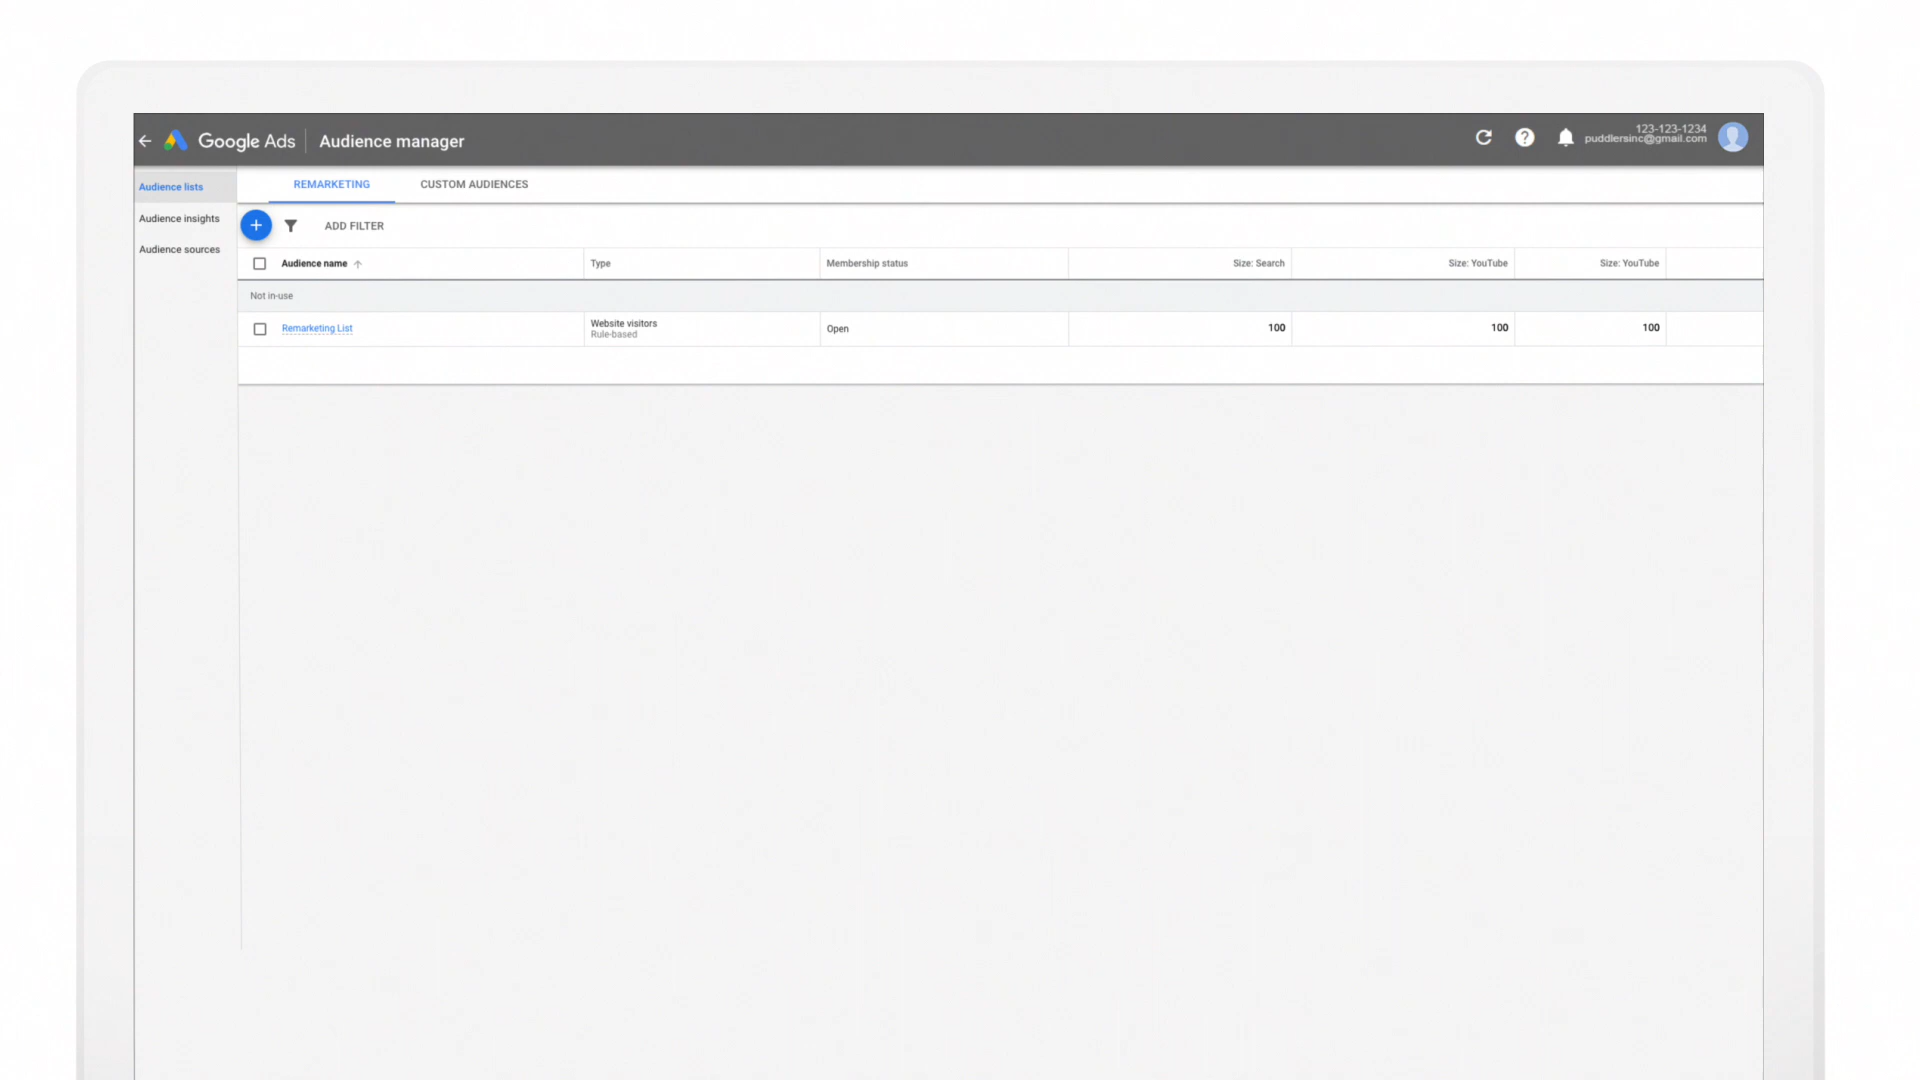 Google Ads Audience manager
123-123-1234
puddlersinc@gmail.com
Audience lists
Audience insights
Audience sources
REMARKETING CUSTOM AUDIENCES
ADD FILTER
Audience name Type Membership status Size: Search Size: YouTube Size: YouTube
Not in-use
Remarketing List Website visitors Open 100 100 100
Rule-based